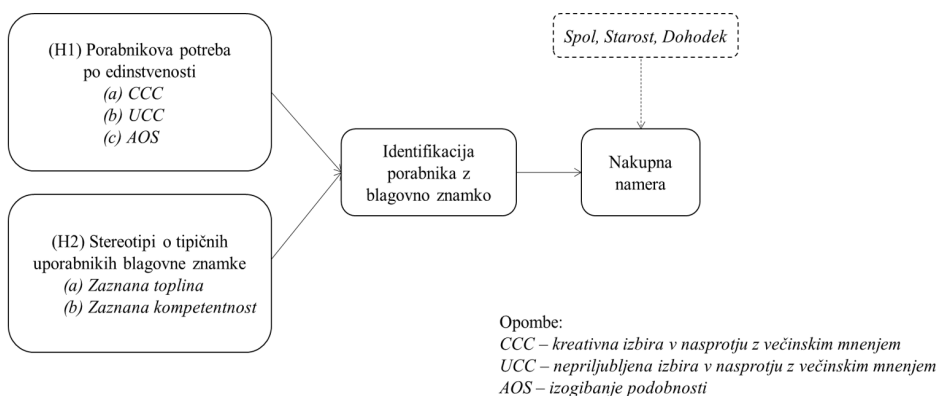 (H1) Porabnikova potreba
po edinstvenosti
(a) CCC
(b) UCC
(c) AOS
(H2) Stereotipi o tipičnih
uporabnikih blagovne znamke
(a) Zaznana toplina
(b) Zaznana kompetentnost
Identifikacija
porabnika z
blagovno znamko
Spol, Starost, Dohodek
Nakupna
namera
Opombe:
CCC – kreativna izbira v nasprotju z večinskim mnenjem
UCC – nepriljubljena izbira v nasprotju z večinskim mnenjem
AOS – izogibanje podobnosti